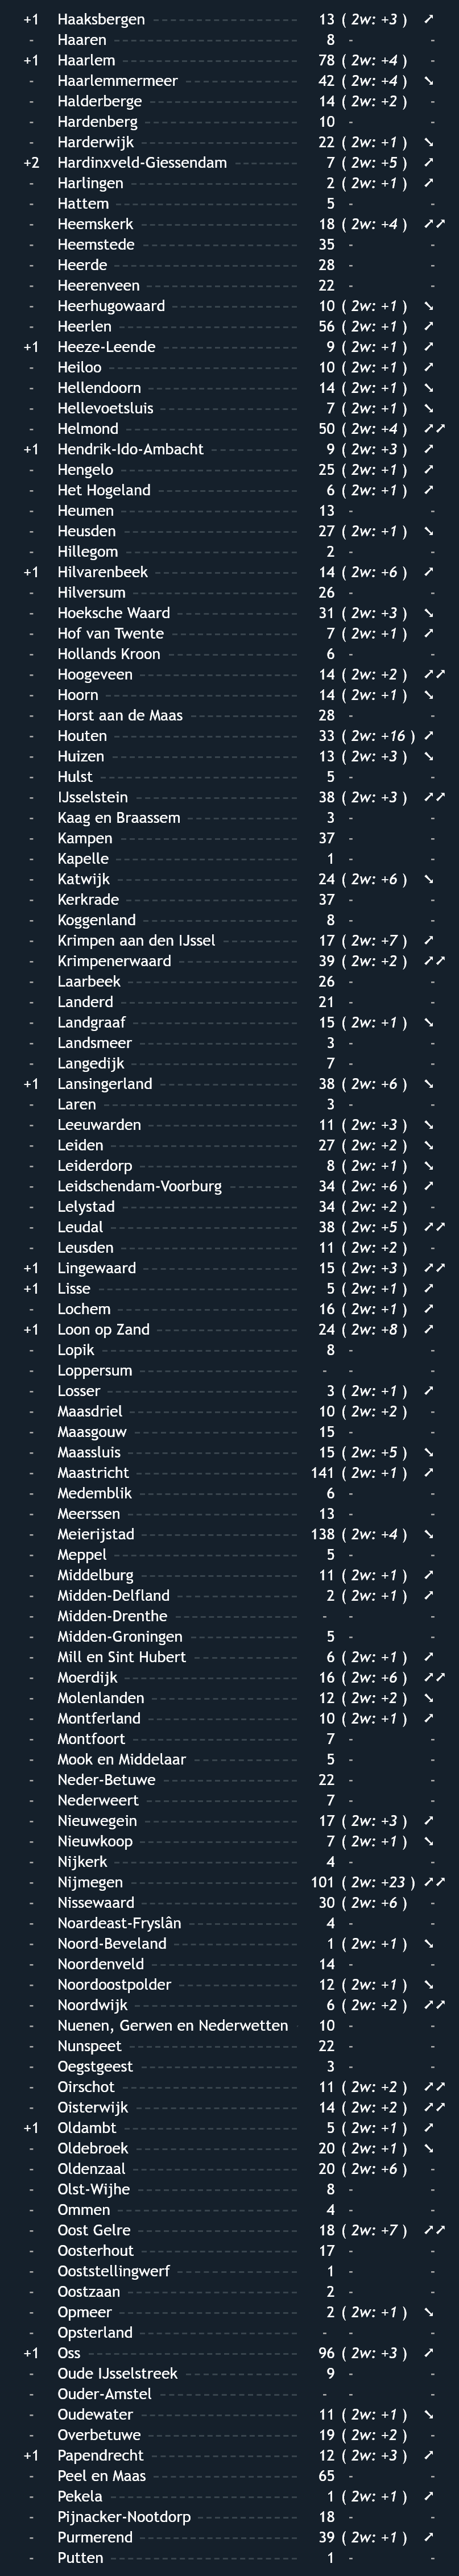 +1 Haaksbergen 13 ( 2w: +3 ) ➚
- Haaren 8 - -
+1 Haarlem 78 ( 2w: +4 ) -
- Haarlemmermeer 42 ( 2w: +4 ) ➘
- Halderberge 14 ( 2w: +2 ) -
- Hardenberg 10 - -
- Harderwijk 22 ( 2w: +1 ) ➘
+2 Hardinxveld-Giessendam 7 ( 2w: +5 ) ➚
- Harlingen 2 ( 2w: +1 ) ➚
- Hattem 5 - -
- Heemskerk 18 ( 2w: +4 ) ➚➚
- Heemstede 35 - -
- Heerde 28 - -
- Heerenveen 22 - -
- Heerhugowaard 10 ( 2w: +1 ) ➘
- Heerlen 56 ( 2w: +1 ) ➚
+1 Heeze-Leende 9 ( 2w: +1 ) ➚
- Heiloo 10 ( 2w: +1 ) ➚
- Hellendoorn 14 ( 2w: +1 ) ➘
- Hellevoetsluis 7 ( 2w: +1 ) ➘
- Helmond 50 ( 2w: +4 ) ➚➚
+1 Hendrik-Ido-Ambacht 9 ( 2w: +3 ) ➚
- Hengelo 25 ( 2w: +1 ) ➚
- Het Hogeland 6 ( 2w: +1 ) ➚
- Heumen 13 - -
- Heusden 27 ( 2w: +1 ) ➘
- Hillegom 2 - -
+1 Hilvarenbeek 14 ( 2w: +6 ) ➚
- Hilversum 26 - -
- Hoeksche Waard 31 ( 2w: +3 ) ➘
- Hof van Twente 7 ( 2w: +1 ) ➚
- Hollands Kroon 6 - -
- Hoogeveen 14 ( 2w: +2 ) ➚➚
- Hoorn 14 ( 2w: +1 ) ➘
- Horst aan de Maas 28 - -
- Houten 33 ( 2w: +16 ) ➚
- Huizen 13 ( 2w: +3 ) ➘
- Hulst 5 - -
- IJsselstein 38 ( 2w: +3 ) ➚➚
- Kaag en Braassem 3 - -
- Kampen 37 - -
- Kapelle 1 - -
- Katwijk 24 ( 2w: +6 ) ➘
- Kerkrade 37 - -
- Koggenland 8 - -
- Krimpen aan den IJssel 17 ( 2w: +7 ) ➚
- Krimpenerwaard 39 ( 2w: +2 ) ➚➚
- Laarbeek 26 - -
- Landerd 21 - -
- Landgraaf 15 ( 2w: +1 ) ➘
- Landsmeer 3 - -
- Langedijk 7 - -
+1 Lansingerland 38 ( 2w: +6 ) ➘
- Laren 3 - -
- Leeuwarden 11 ( 2w: +3 ) ➘
- Leiden 27 ( 2w: +2 ) ➘
- Leiderdorp 8 ( 2w: +1 ) ➘
- Leidschendam-Voorburg 34 ( 2w: +6 ) ➚
- Lelystad 34 ( 2w: +2 ) -
- Leudal 38 ( 2w: +5 ) ➚➚
- Leusden 11 ( 2w: +2 ) -
+1 Lingewaard 15 ( 2w: +3 ) ➚➚
+1 Lisse 5 ( 2w: +1 ) ➚
- Lochem 16 ( 2w: +1 ) ➚
+1 Loon op Zand 24 ( 2w: +8 ) ➚
- Lopik 8 - -
- Loppersum - - -
- Losser 3 ( 2w: +1 ) ➚
- Maasdriel 10 ( 2w: +2 ) -
- Maasgouw 15 - -
- Maassluis 15 ( 2w: +5 ) ➘
- Maastricht 141 ( 2w: +1 ) ➚
- Medemblik 6 - -
- Meerssen 13 - -
- Meierijstad 138 ( 2w: +4 ) ➘
- Meppel 5 - -
- Middelburg 11 ( 2w: +1 ) ➚
- Midden-Delfland 2 ( 2w: +1 ) ➚
- Midden-Drenthe - - -
- Midden-Groningen 5 - -
- Mill en Sint Hubert 6 ( 2w: +1 ) ➚
- Moerdijk 16 ( 2w: +6 ) ➚➚
- Molenlanden 12 ( 2w: +2 ) ➘
- Montferland 10 ( 2w: +1 ) ➚
- Montfoort 7 - -
- Mook en Middelaar 5 - -
- Neder-Betuwe 22 - -
- Nederweert 7 - -
- Nieuwegein 17 ( 2w: +3 ) ➚
- Nieuwkoop 7 ( 2w: +1 ) ➘
- Nijkerk 4 - -
- Nijmegen 101 ( 2w: +23 ) ➚➚
- Nissewaard 30 ( 2w: +6 ) -
- Noardeast-Fryslân 4 - -
- Noord-Beveland 1 ( 2w: +1 ) ➘
- Noordenveld 14 - -
- Noordoostpolder 12 ( 2w: +1 ) ➘
- Noordwijk 6 ( 2w: +2 ) ➚➚
- Nuenen, Gerwen en Nederwetten 10 - -
- Nunspeet 22 - -
- Oegstgeest 3 - -
- Oirschot 11 ( 2w: +2 ) ➚➚
- Oisterwijk 14 ( 2w: +2 ) ➚➚
+1 Oldambt 5 ( 2w: +1 ) ➚
- Oldebroek 20 ( 2w: +1 ) ➘
- Oldenzaal 20 ( 2w: +6 ) -
- Olst-Wijhe 8 - -
- Ommen 4 - -
- Oost Gelre 18 ( 2w: +7 ) ➚➚
- Oosterhout 17 - -
- Ooststellingwerf 1 - -
- Oostzaan 2 - -
- Opmeer 2 ( 2w: +1 ) ➘
- Opsterland - - -
+1 Oss 96 ( 2w: +3 ) ➚
- Oude IJsselstreek 9 - -
- Ouder-Amstel - - -
- Oudewater 11 ( 2w: +1 ) ➘
- Overbetuwe 19 ( 2w: +2 ) -
+1 Papendrecht 12 ( 2w: +3 ) ➚
- Peel en Maas 65 - -
- Pekela 1 ( 2w: +1 ) ➚
- Pijnacker-Nootdorp 18 - -
- Purmerend 39 ( 2w: +1 ) ➚
- Putten 1 - -